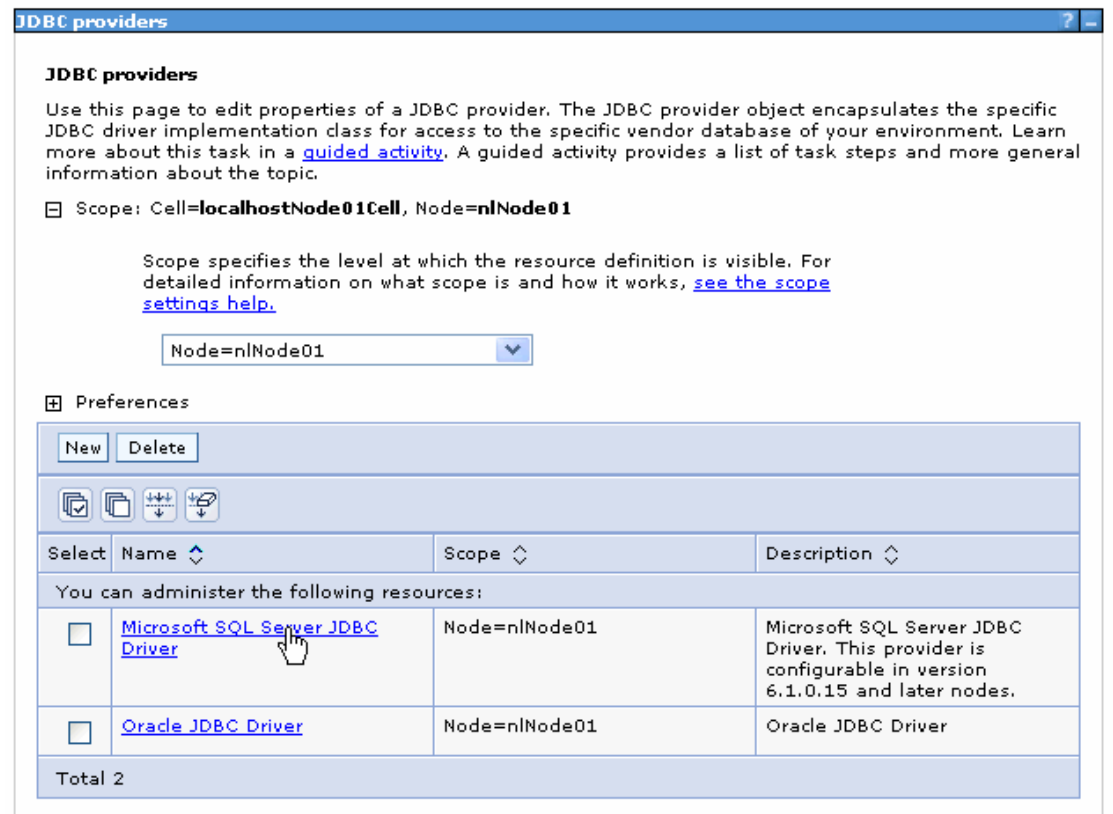 JDBC providers ? -
JDBC providers
Use this page to edit properties of a JDBC provider. The JDBC provider object encapsulates the specific
JDBC driver implementation class for access to the specific vendor database of your environment. Learn
more about this task in a guided activity. A guided activity provides a list of task steps and more general
information about the topic.
Scope: Cell=localhostNode01Cell, Node=nlNode01
Scope specifies the level at which the resource definition is visible. For
detailed information on what scope is and how it works, see the scope
settings help.
Node=nlNode01
Preferences
New Delete
Select Name Scope Description
You can administer the following resources:
Microsoft SQL Server JDBC Node=nlNode01 Microsoft SQL Server JDBC
Driver Driver. This provider is
configurable in version
6.1.0.15 and later nodes.
Oracle JDBC Driver Node=nlNode01 Oracle JDBC Driver
Total 2